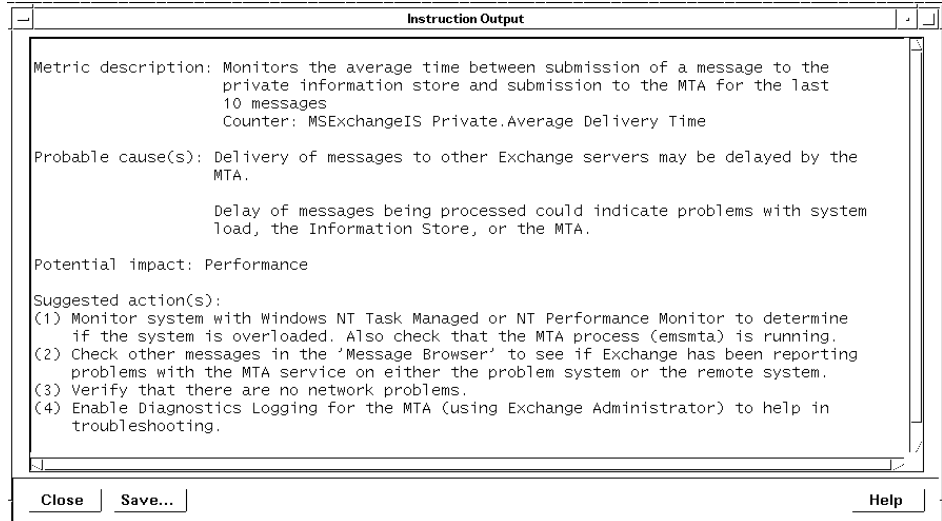 Instruction Output
Metric description: Monitors the average time between submission of a message to the
private information store and submission to the MTA for the last
10 messages
Counter: MSExchangeIS Private.Average Delivery Time
Probable cause(s): Delivery of messages to other Exchange servers may be delayed by the
MTA.
Delay of messages being processed could indicate problems with system
load, the Information Store, or the MTA.
Potential impact: Performance
Suggested action(s):
(1) Monitor system with Windows NT Task Managed or NT Performance Monitor to determine
if the system is overloaded. Also check that the MTA process (emsmta) is running.
(2) Check other messages in the 'Message Browser' to see if Exchange has been reporting
problems with the MTA service on either the problem system or the remote system.
(3) Verify that there are no network problems.
(4) Enable Diagnostics Logging for the MTA (using Exchange Administrator) to help in
troubleshooting.
Close Save... Help